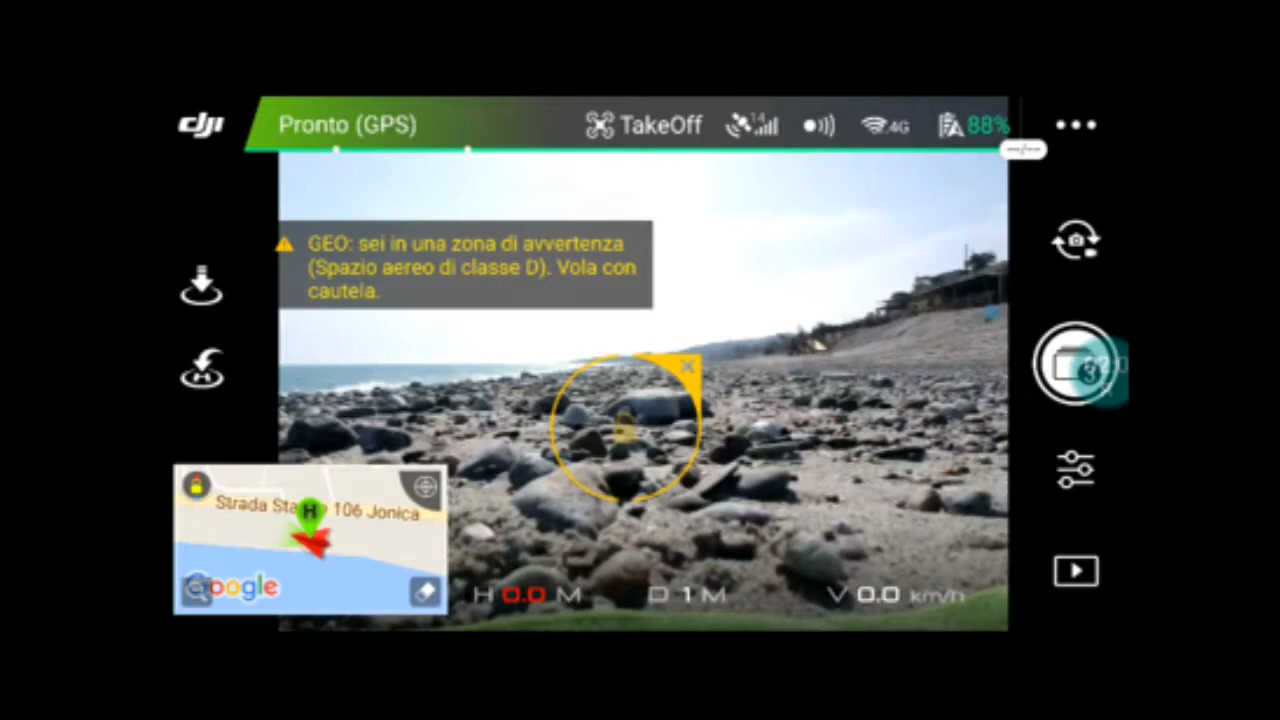 dji
Pronto (GPS)
TakeOff
14
4G
88%
--/--
GEO: sei in una zona di avvertenza
(Spazio aereo di classe D). Vola con
cautela.
H
106 Jonica
Strada
Google
H 0.0 M
D 1 M
V 0.0 km/h